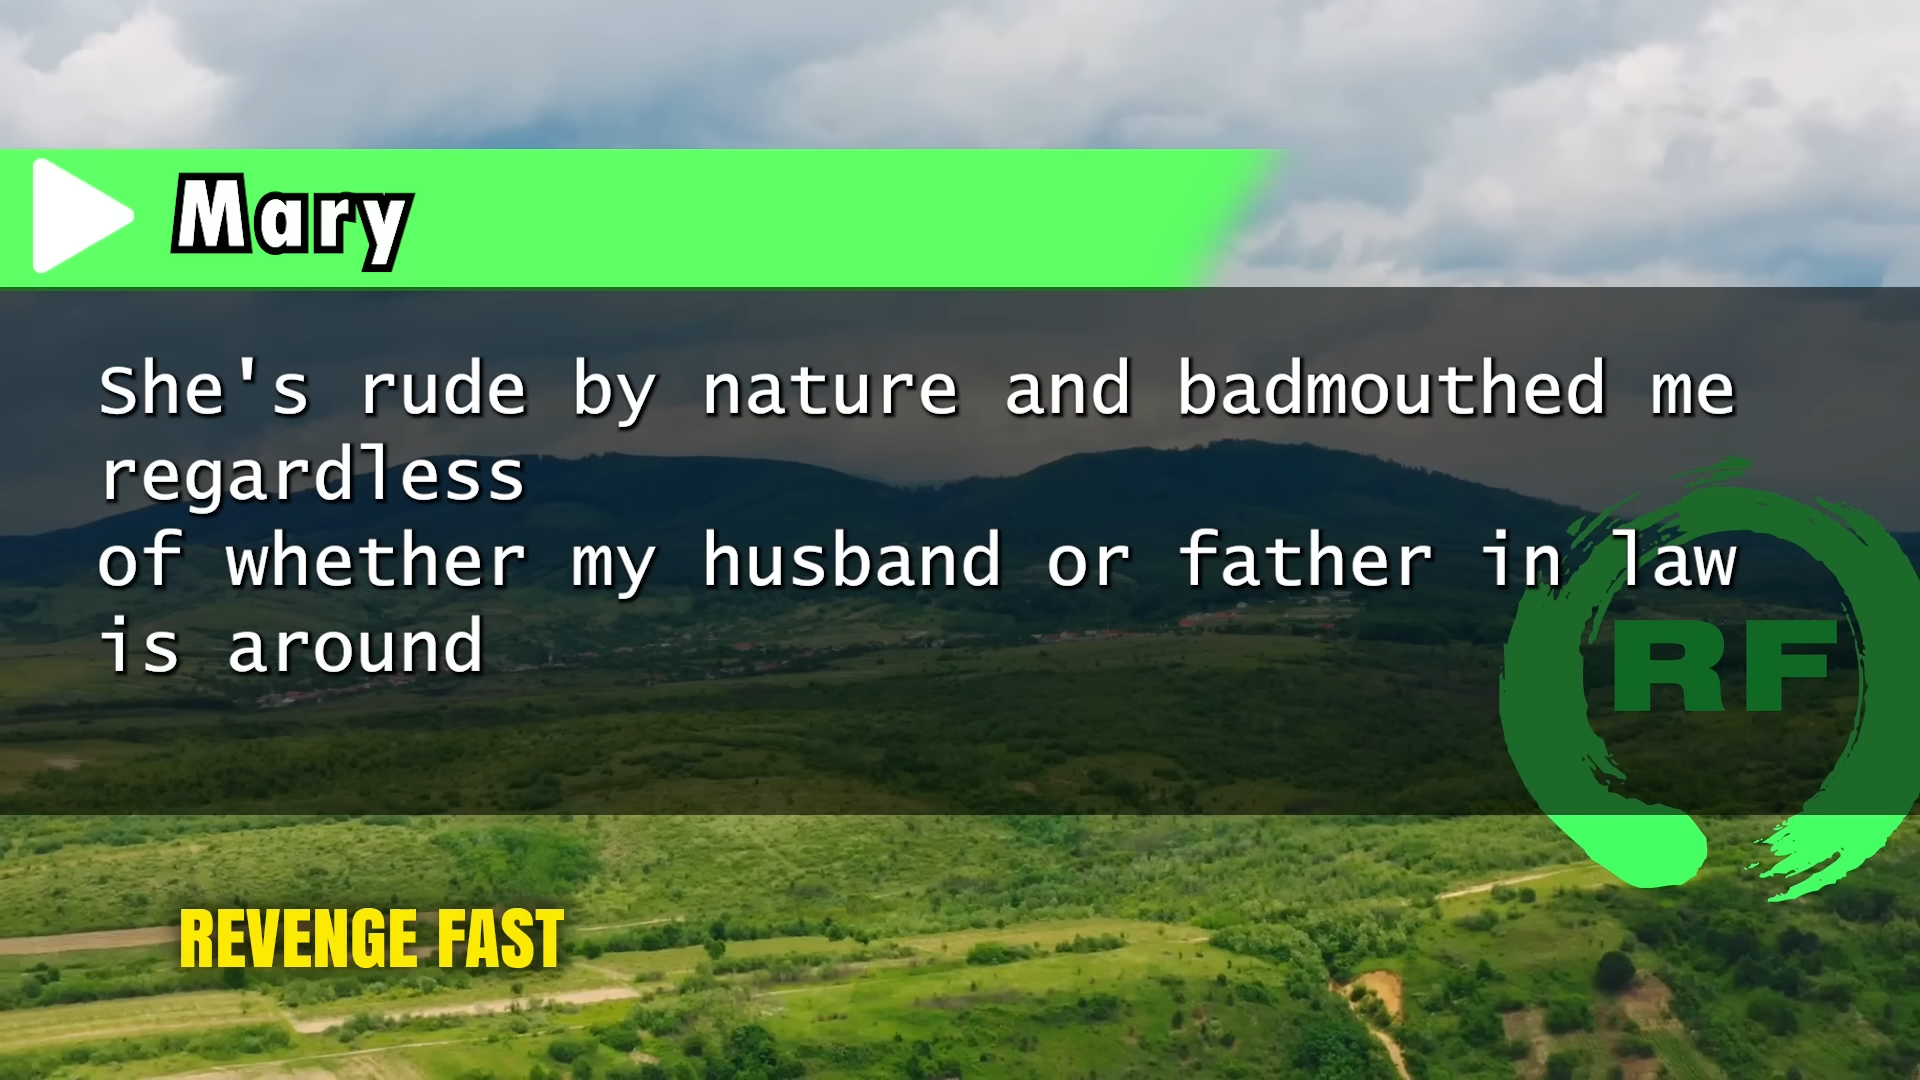 Mary
She's rude by nature and badmouthed me
regardless
of whether my husband or father in law
is around
RF
REVENGE FAST